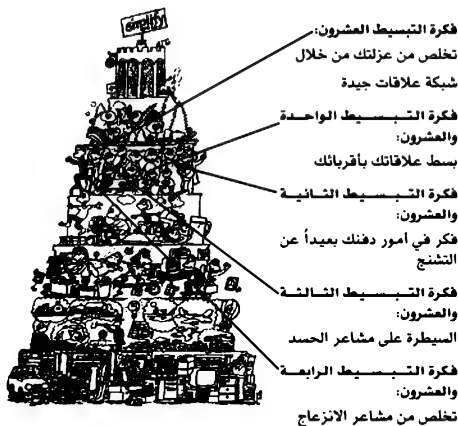 simplify
فكرة التبسيط العشرون:
تخلص من عزلتك من خلال
شبكة علاقات جيدة
فكرة التبسيط الواحدة
والعشرون:
بسط علاقاتك بأقربائك
فكرة التبسيط الثانية
والعشرون:
فكر في أمور دفنك بعيداً عن
التشنج
فكرة التبسيط الثالثة
والعشرون:
السيطرة على مشاعر الحسد
فكرة التبسيط الرابعة
والعشرون:
تخلص من مشاعر الانزعاج